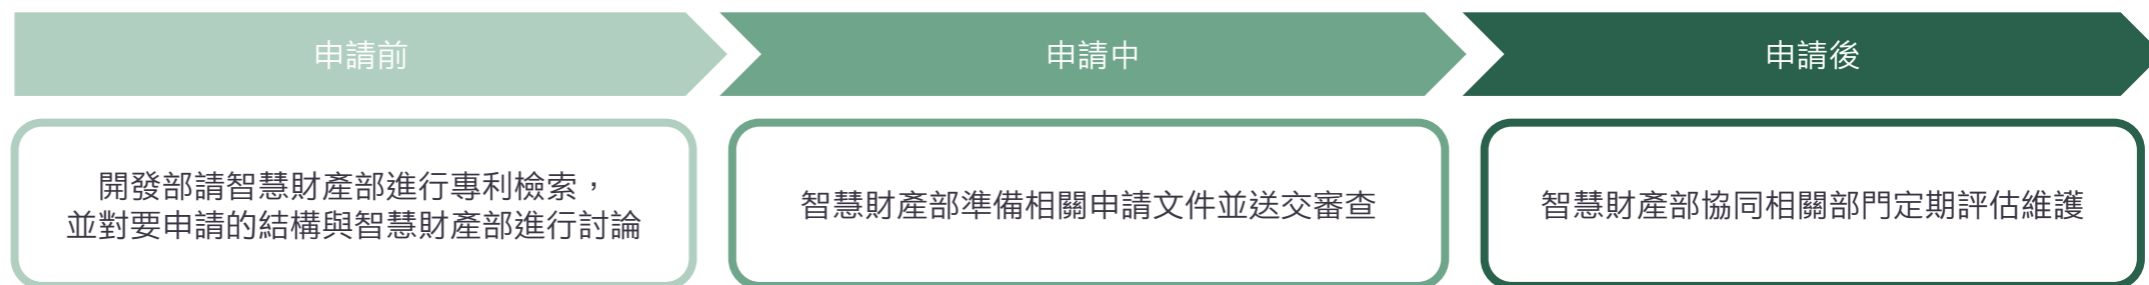 申請前
申請中
申請後
開發部請智慧財產部進行專利檢索，
並對要申請的結構與智慧財產部進行討論
智慧財產部準備相關申請文件並送交審查
智慧財產部協同相關部門定期評估維護